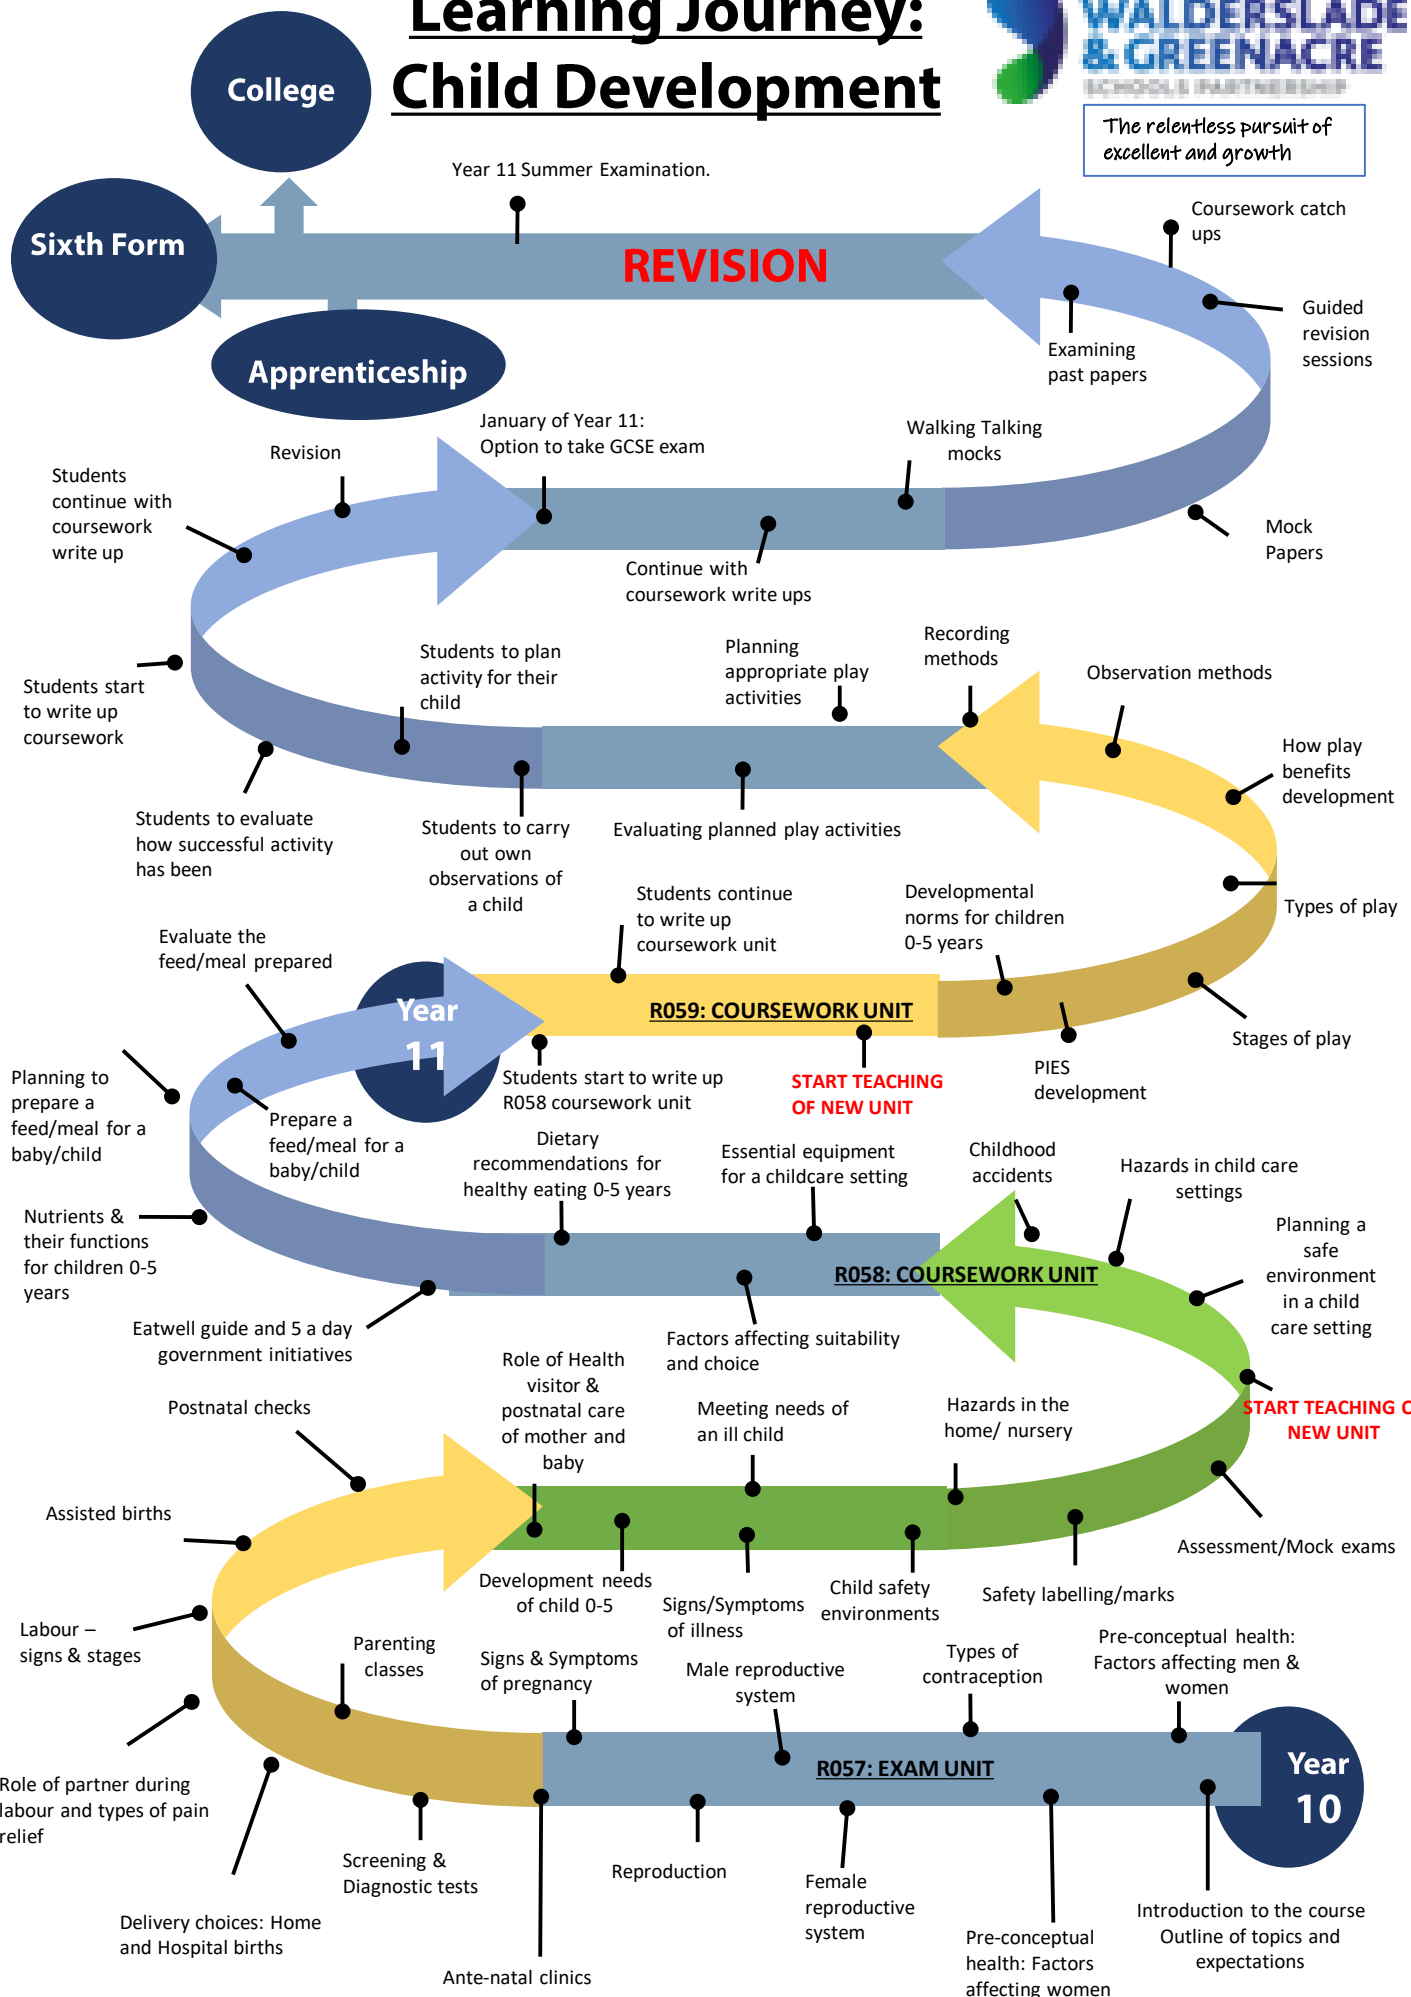 Learning Journey:
Child Development
WALDERSLADE
& GREENACRE
SCHOOLS PARTNERSHIP
The relentless pursuit of
excellent and growth
College
Sixth Form
Apprenticeship
Year 11 Summer Examination.
REVISION
Coursework catch
ups
Guided
revision
sessions
Examining
past papers
Mock
Papers
Walking Talking
mocks
January of Year 11:
Option to take GCSE exam
Continue with
coursework write ups
Revision
Students
continue with
coursework
write up
Students start
to write up
coursework
Students to plan
activity for their
child
Students to evaluate
how successful activity
has been
Students to carry
out own
observations of
a child
Planning
appropriate play
activities
Evaluating planned play activities
Recording
methods
Observation methods
How play
benefits
development
Types of play
Stages of play
Developmental
norms for children
0-5 years
PIES
development
Students continue
to write up
coursework unit
R059: COURSEWORK UNIT
START TEACHING
OF NEW UNIT
Students start to write up
R058 coursework unit
Year
11
Evaluate the
feed/meal prepared
Planning to
prepare a
feed/meal for a
baby/child
Prepare a
feed/meal for a
baby/child
Nutrients &
their functions
for children 0-5
years
Eatwell guide and 5 a day
government initiatives
Dietary
recommendations for
healthy eating 0-5 years
Essential equipment
for a childcare setting
Factors affecting suitability
and choice
R058: COURSEWORK UNIT
Childhood
accidents
Hazards in child care
settings
Planning a
safe
environment
in a child
care setting
START TEACHING O
NEW UNIT
Assessment/Mock exams
Safety labelling/marks
Hazards in the
home/ nursery
Child safety
environments
Meeting needs of
an ill child
Signs/Symptoms
of illness
Role of Health
visitor &
postnatal care
of mother and
baby
Development needs
of child 0-5
Postnatal checks
Assisted births
Labour –
signs & stages
Role of partner during
labour and types of pain
relief
Parenting
classes
Delivery choices: Home
and Hospital births
Screening &
Diagnostic tests
Ante-natal clinics
Signs & Symptoms
of pregnancy
Reproduction
Male reproductive
system
Female
reproductive
system
R057: EXAM UNIT
Types of
contraception
Pre-conceptual
health: Factors
affecting women
Pre-conceptual health:
Factors affecting men &
women
Introduction to the course
Outline of topics and
expectations
Year
10